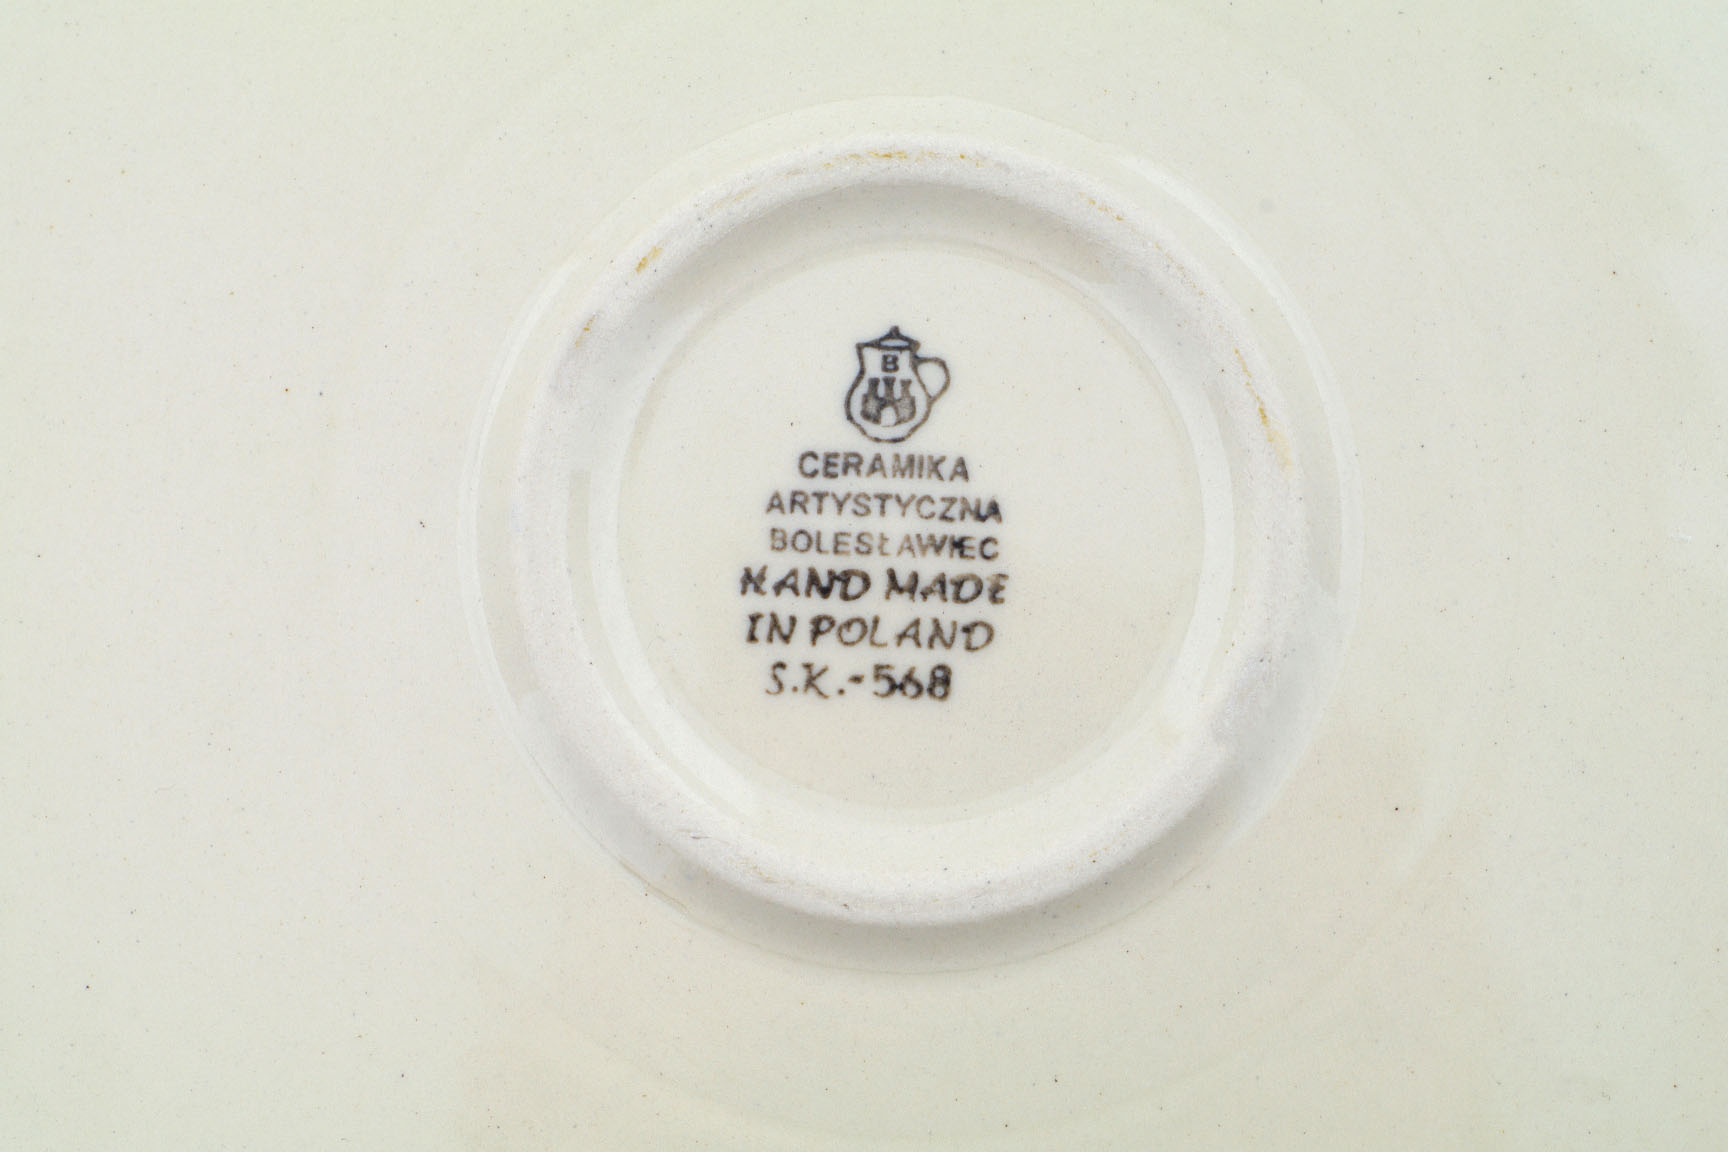 B
CERAMIKA
ARTYSTYCZNA
BOLESŁAWIEC
HAND MADE
IN POLAND
S.K.-568